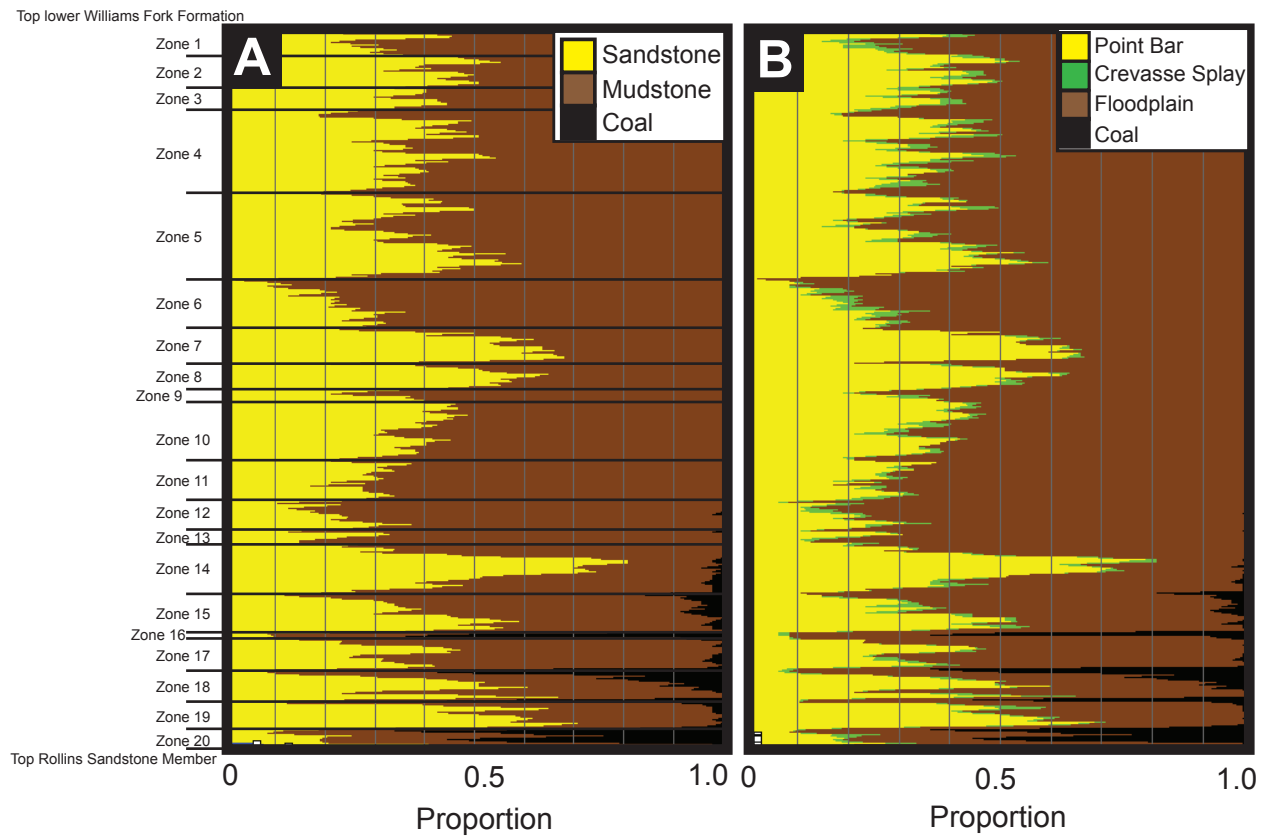 Top lower Williams Fork Formation
Zone 1
Zone 2
Zone 3
Zone 4
Zone 5
Zone 6
Zone 7
Zone 8
Zone 9
Zone 10
Zone 11
Zone 12
Zone 13
Zone 14
Zone 15
Zone 16
Zone 17
Zone 18
Zone 19
Zone 20
Top Rollins Sandstone Member
A
Sandstone
Mudstone
Coal
0 0.5 1.0
Proportion
B
Point Bar
Crevasse Splay
Floodplain
Coal
0 0.5 1.0
Proportion